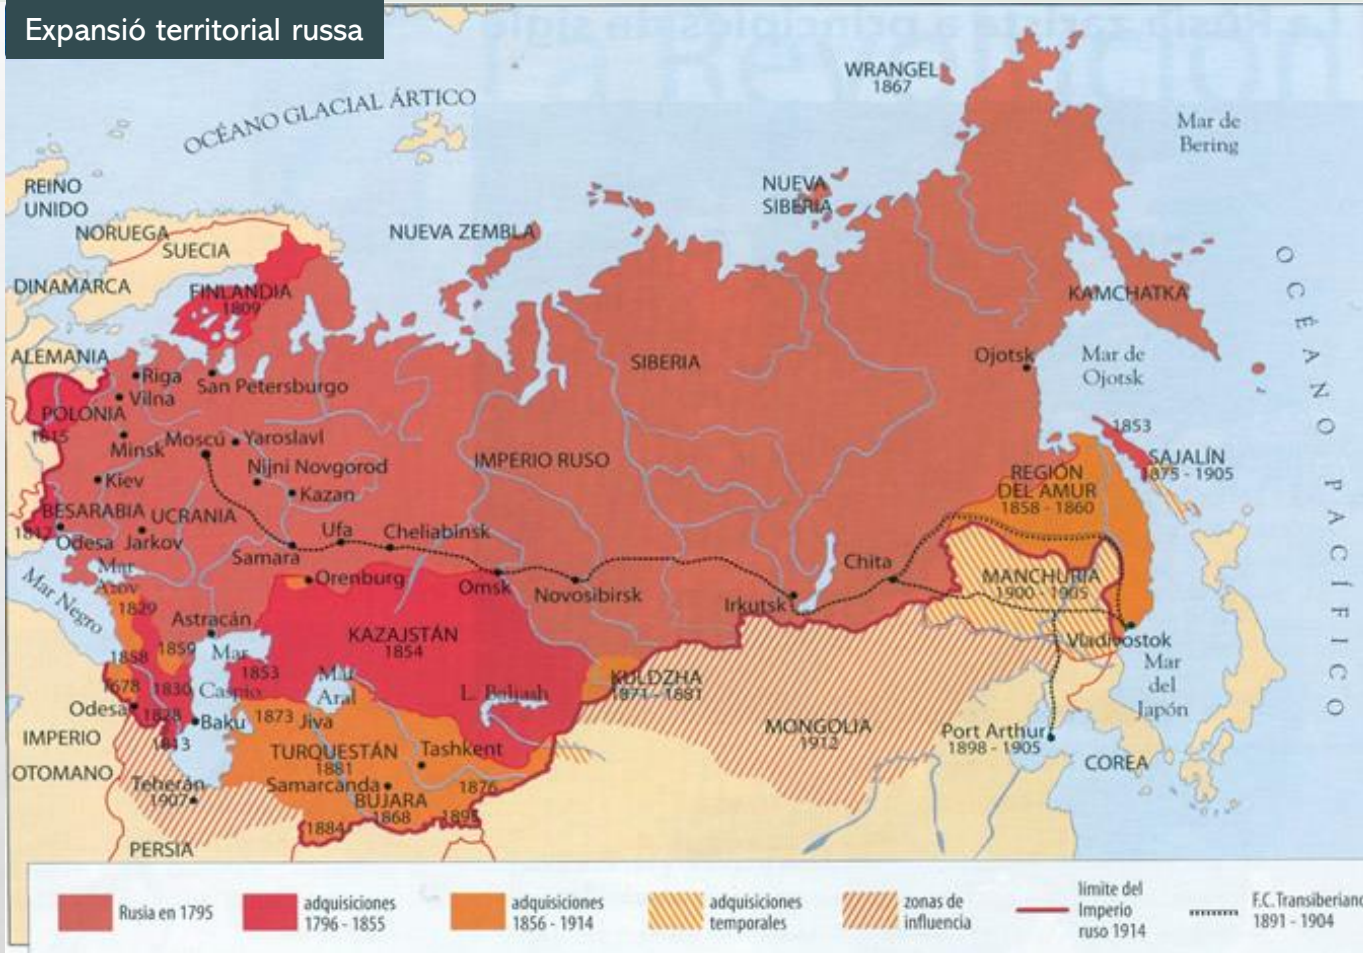 Expansió territorial russa
OCÉANO GLACIAL ÁRTICO
WRANGEL
1867
Mar de
Bering
REINO
UNIDO
NORUEGA
SUECIA
NUEVA ZEMBLA
NUEVA
SIBERIA
DINAMARCA
FINLANDIA
1809
KAMCHATKA
OCÉANO PACÍFICO
ALEMANIA
Riga
San Petersburgo
SIBERIA
Ojotsk
Mar de
Ojotsk
Vilna
POLONIA
1815
Minsk
Moscú
Yaroslavl
Nijni Novgorod
IMPERIO RUSO
1853
SAJALÍN
1875 - 1905
REGIÓN
DEL AMUR
1858 - 1860
Kiev
Kazan
BESARABIA
UCRANIA
1812
Odesa
Jarkov
Samara
Ufa
Cheliabinsk
Mar
Azov
Mar Negro
Orenburg
Omsk
Novosibirsk
Irkutsk
Chita
MANCHURIA
1900 - 1905
Vladivostok
1829
Astracán
KAZAJSTÁN
1854
1858
1859
Mar
Caspio
1853
Mar
Aral
L. Baljash
KULDZHA
1871 - 1881
Mar
del
Japón
1678
1830
Odesa
1828
Baku
1873
Jiva
1813
IMPERIO
OTOMANO
TURQUESTÁN
1881
Tashkent
MONGOLIA
1912
Port Arthur
1898 - 1905
COREA
Teherán
1907
Samarcanda
BUJARA
1868
1876
1884
PERSIA
Rusia en 1795
adquisiciones
1796 - 1855
adquisiciones
1856 - 1914
adquisiciones
temporales
zonas de
influencia
límite del
Imperio
ruso 1914
F.C. Transiberiano
1891 - 1904